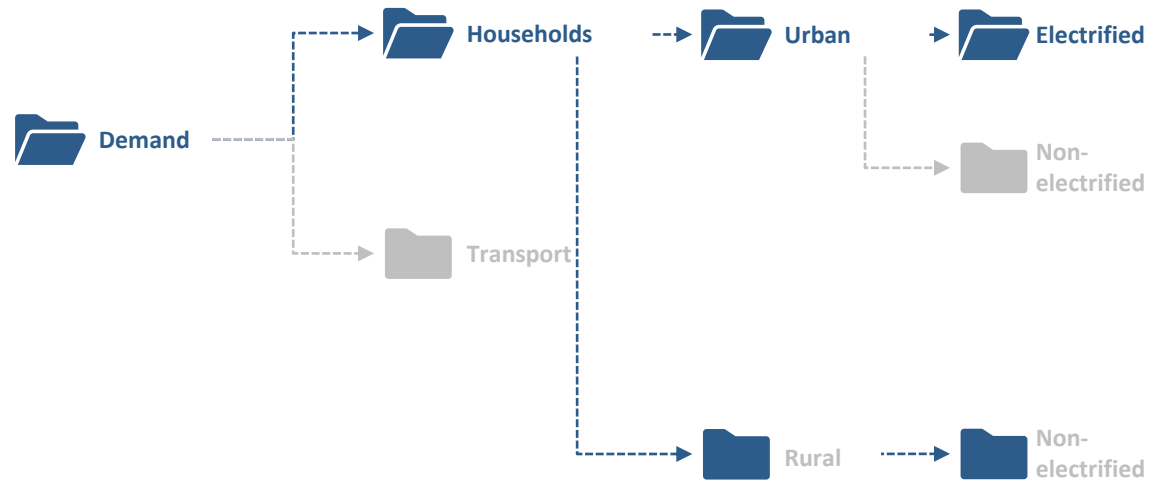 Households
Urban
Electrified
Demand
Non-
electrified
Transport
Rural
Non-
electrified